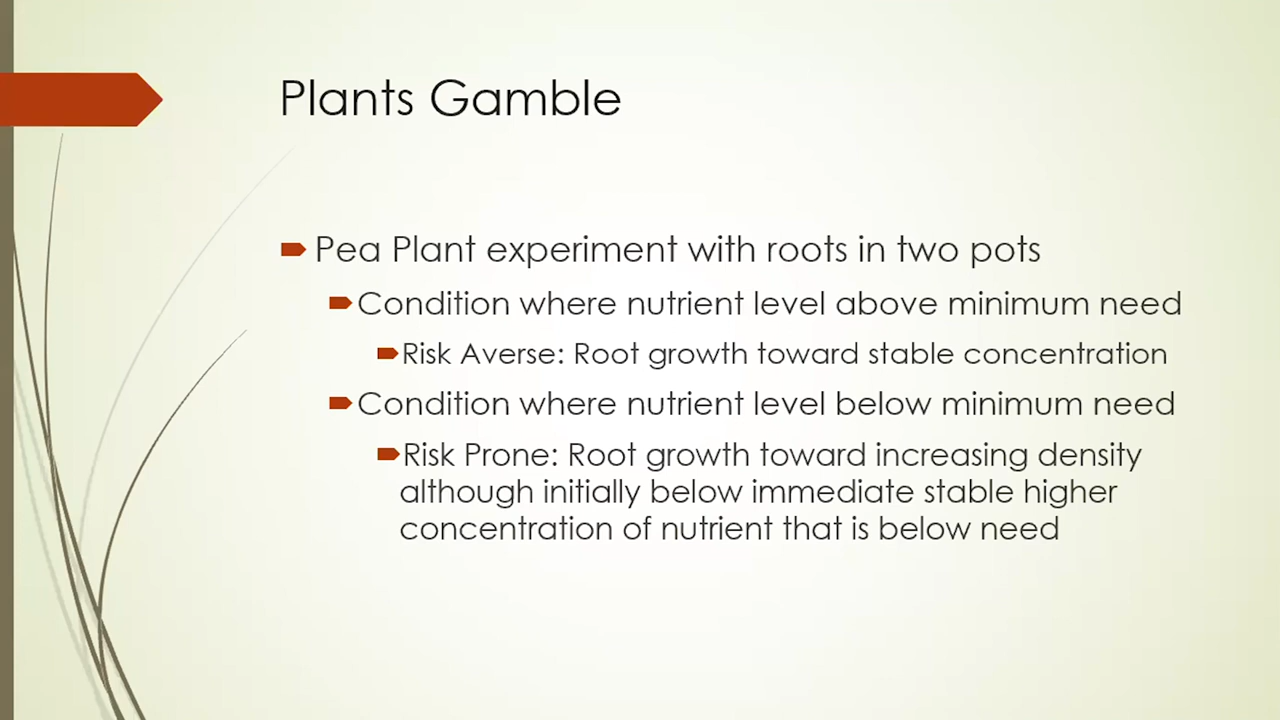 Plants Gamble
Pea Plant experiment with roots in two pots
Condition where nutrient level above minimum need
Risk Averse: Root growth toward stable concentration
Condition where nutrient level below minimum need
Risk Prone: Root growth toward increasing density
although initially below immediate stable higher
concentration of nutrient that is below need